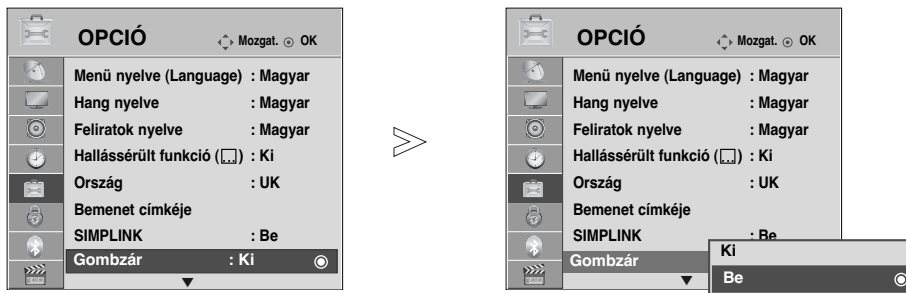 OPCIÓ Mozgat. OK
Menü nyelve (Language) : Magyar
Hang nyelve : Magyar
Feliratok nyelve : Magyar
Hallássérült funkció (...) : Ki
Ország : UK
Bemenet címkéje
SIMPLINK : Be
Gombzár : Ki
OPCIÓ Mozgat. OK
Menü nyelve (Language) : Magyar
Hang nyelve : Magyar
Feliratok nyelve : Magyar
Hallássérült funkció (...) : Ki
Ország : UK
Bemenet címkéje
SIMPLINK : Be
Gombzár
Ki
Be